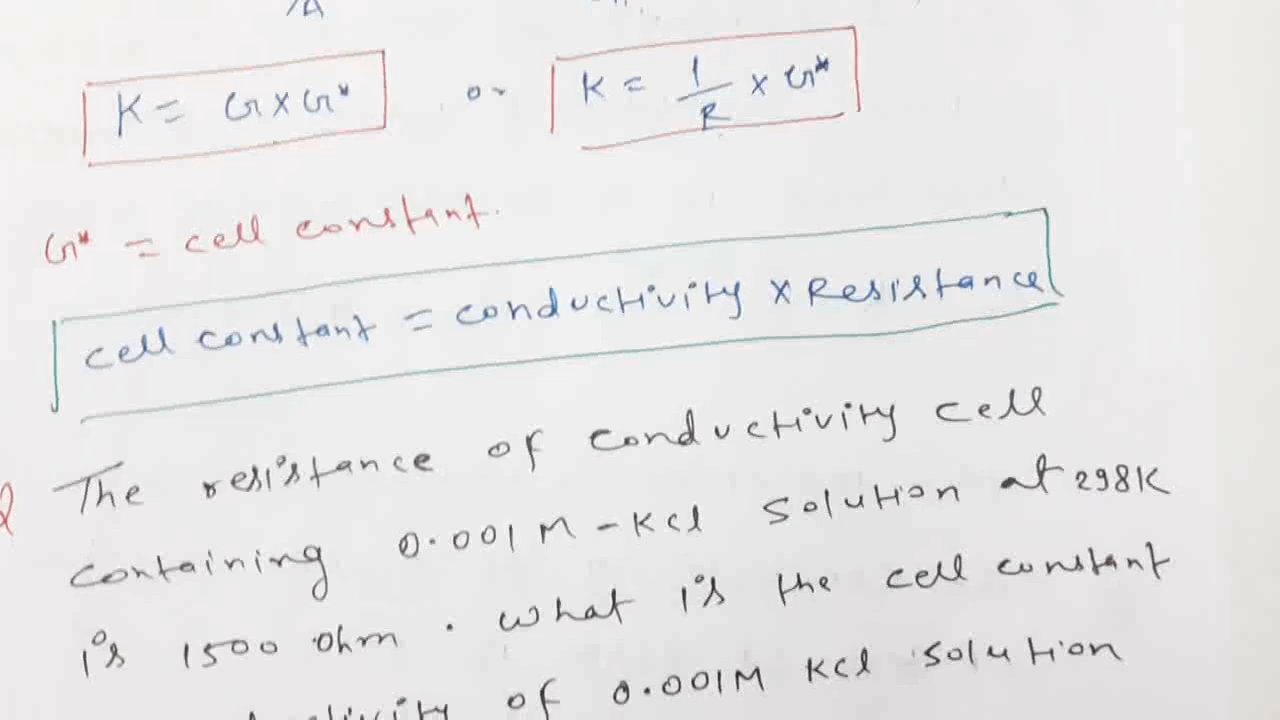 /A
K = G × G* or K = 1/R × G*
G* = cell constant.
cell constant = conductivity × Resistance
Q The resistance of conductivity cell
containing 0.001 M - KCl solution at 298K
is 1500 ohm . what is the cell constant
of 0.001M KCl solution